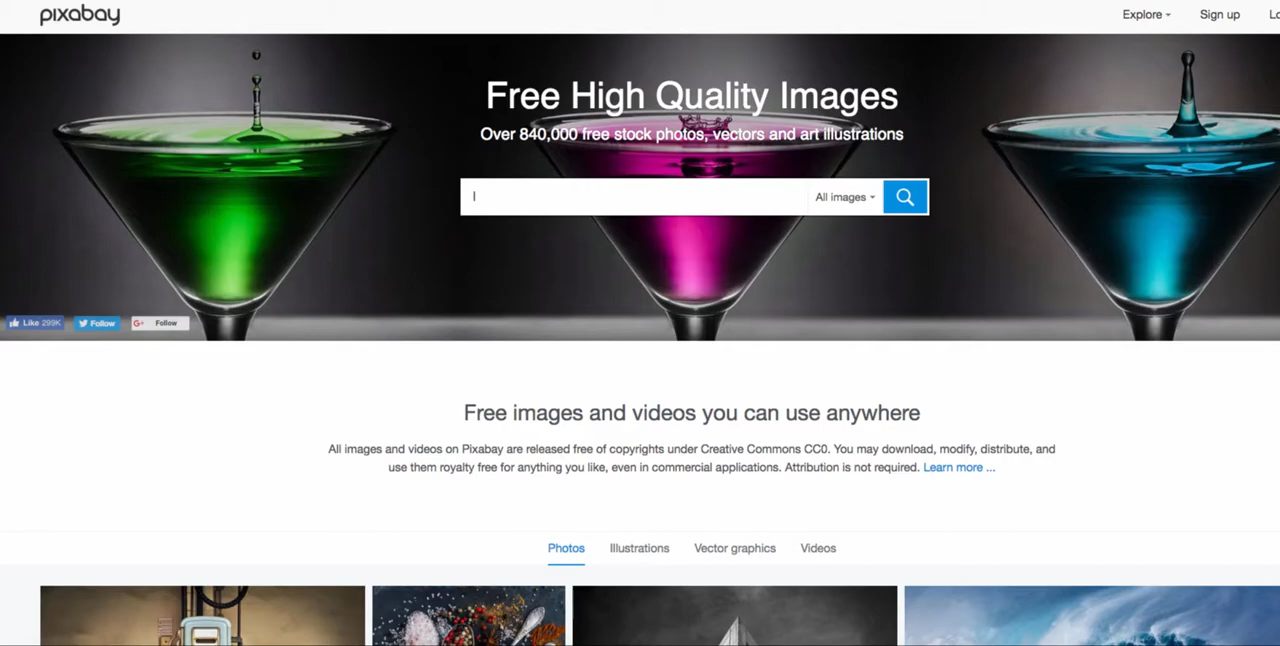 pixabay
Explore
Sign up
Free High Quality Images
Over 840,000 free stock photos, vectors and art illustrations
All images
Like 299K
Follow
G+ Follow
Free images and videos you can use anywhere
All images and videos on Pixabay are released free of copyrights under Creative Commons CC0. You may download, modify, distribute, and
use them royalty free for anything you like, even in commercial applications. Attribution is not required. Learn more ...
Photos
Illustrations
Vector graphics
Videos